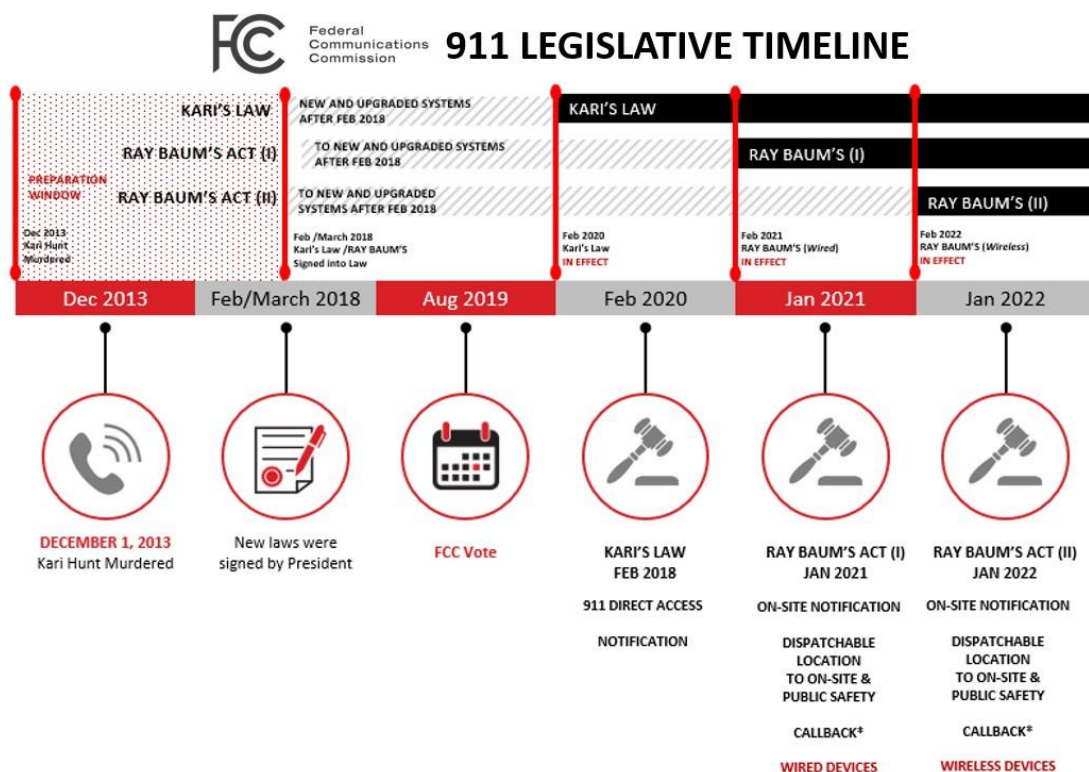 FCC
Federal
Communications
Commission
911 LEGISLATIVE TIMELINE
KARI'S LAW
NEW AND UPGRADED SYSTEMS
AFTER FEB 2018
KARI'S LAW
RAY BAUM'S ACT (I)
TO NEW AND UPGRADED SYSTEMS
AFTER FEB 2018
RAY BAUM'S (I)
PREPARATION
WINDOW
RAY BAUM'S ACT (II)
TO NEW AND UPGRADED
SYSTEMS AFTER FEB 2018
RAY BAUM'S (II)
Dec 2013
Kari Hunt
Murdered
Feb /March 2018
Kari's Law /RAY BAUM'S
Signed into Law
Feb 2020
Kari's Law
IN EFFECT
Feb 2021
RAY BAUM'S (Wired)
IN EFFECT
Feb 2022
RAY BAUM'S (Wireless)
IN EFFECT
Dec 2013
Feb/March 2018
Aug 2019
Feb 2020
Jan 2021
Jan 2022
DECEMBER 1, 2013
Kari Hunt Murdered
New laws were
signed by President
FCC Vote
KARI'S LAW
FEB 2018
911 DIRECT ACCESS
NOTIFICATION
RAY BAUM'S ACT (I)
JAN 2021
ON-SITE NOTIFICATION
DISPATCHABLE
LOCATION
TO ON-SITE &
PUBLIC SAFETY
CALLBACK*
WIRED DEVICES
RAY BAUM'S ACT (II)
JAN 2022
ON-SITE NOTIFICATION
DISPATCHABLE
LOCATION
TO ON-SITE &
PUBLIC SAFETY
CALLBACK*
WIRELESS DEVICES